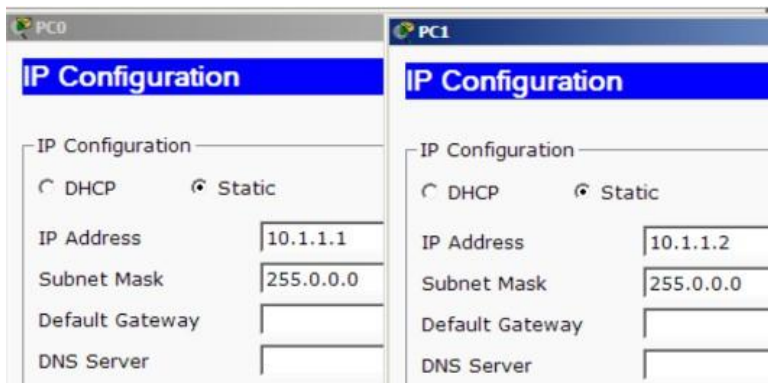 PC0
IP Configuration
IP Configuration
DHCP Static
IP Address 10.1.1.1
Subnet Mask 255.0.0.0
Default Gateway
DNS Server
PC1
IP Configuration
IP Configuration
DHCP Static
IP Address 10.1.1.2
Subnet Mask 255.0.0.0
Default Gateway
DNS Server